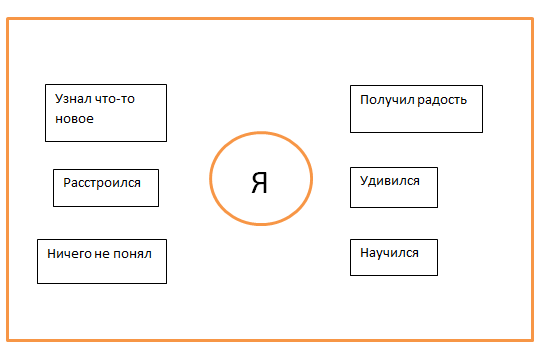 Узнал что-то
новое
Расстроился
Ничего не понял
Я
Получил радость
Удивился
Научился